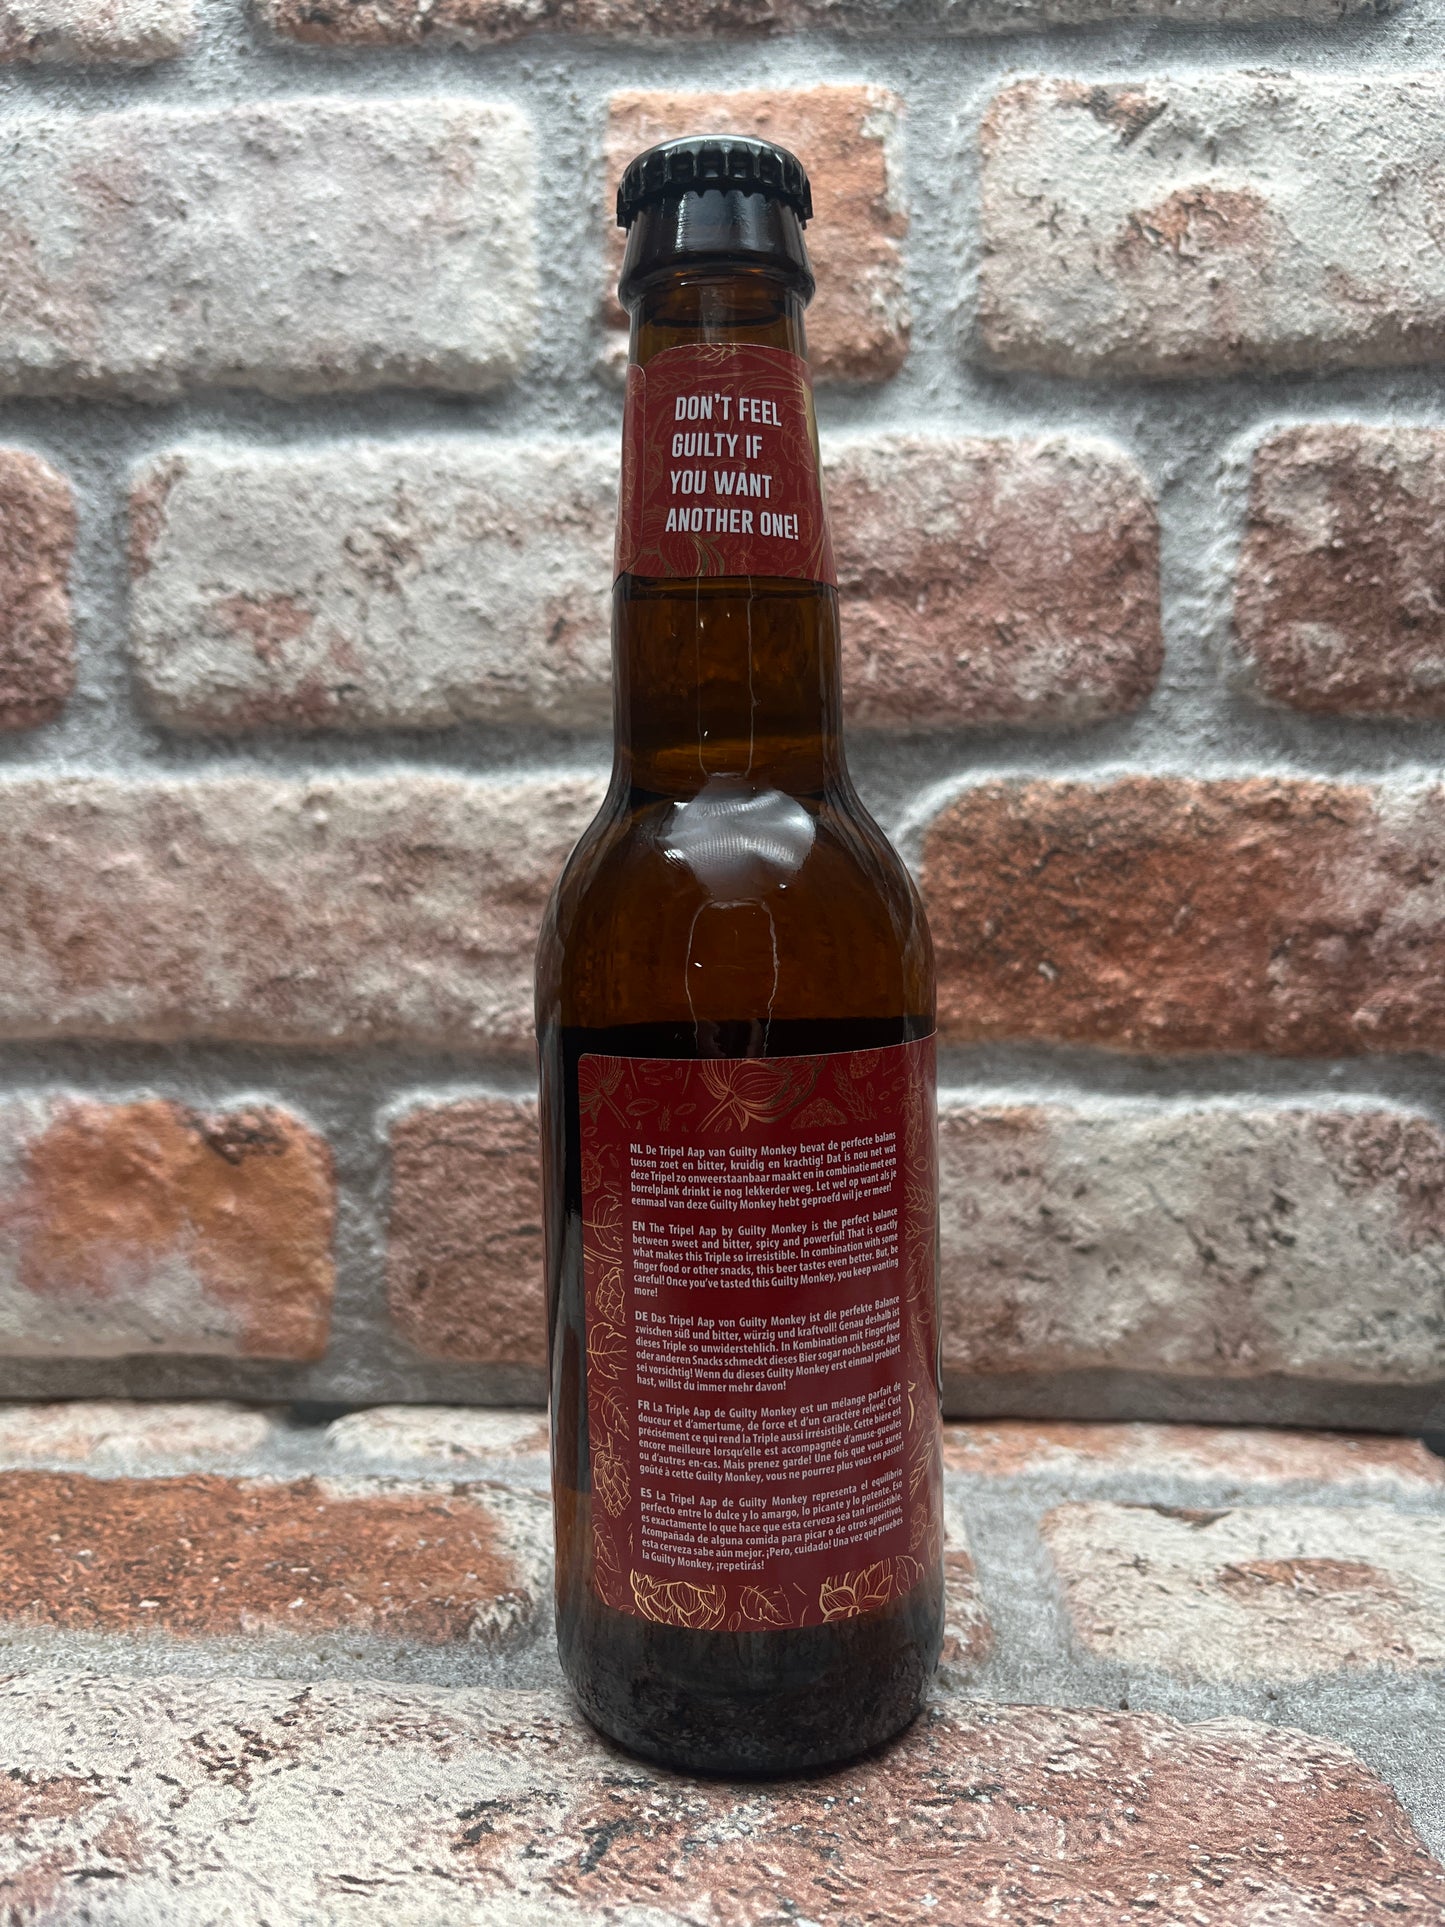 DON'T FEEL
GUILTY IF
YOU WANT
ANOTHER ONE!
NL De Tripel Aap van Guilty Monkey bevat de perfecte balans
tussen zoet en bitter, kruidig en krachtig! Dat is nou net wat
deze Tripel zo onweerstaanbaar maakt en in combinatie met een
borrelplank drinkt ie nog lekkerder weg. Let wel op want als je
eenmaal van deze Guilty Monkey hebt geproefd wil je er meer!
EN The Tripel Aap by Guilty Monkey is the perfect balance
between sweet and bitter, spicy and powerful! That is exactly
what makes this Triple so irresistible. In combination with some
finger food or other snacks, this beer tastes even better. But, be
careful! Once you've tasted this Guilty Monkey, you keep wanting
more!
DE Das Tripel Aap von Guilty Monkey ist die perfekte Balance
zwischen süß und bitter, würzig und kraftvoll! Genau deshalb ist
dieses Triple so unwiderstehlich. In Kombination mit Fingerfood
oder anderen Snacks schmeckt dieses Bier sogar noch besser. Aber
sei vorsichtig! Wenn du dieses Guilty Monkey erst einmal probiert
hast, willst du immer mehr davon!
FR La Triple Aap de Guilty Monkey est un mélange parfait de
douceur et d'amertume, de force et d'un caractère relevé! C'est
précisément ce qui rend la Triple aussi irrésistible. Cette bière est
encore meilleure lorsqu'elle est accompagnée d'amuse-gueules
ou d'autres en-cas. Mais prenez garde! Une fois que vous aurez
goûté à cette Guilty Monkey, vous ne pourrez plus vous en passer!
ES La Tripel Aap de Guilty Monkey representa el equilibrio
perfecto entre lo dulce y lo amargo, lo picante y lo potente. Eso
es exactamente lo que hace que esta cerveza sea tan irresistible.
Acompañada de alguna comida para picar o de otros aperitivos,
esta cerveza sabe aún mejor. ¡Pero, cuidado! Una vez que pruebes
la Guilty Monkey, ¡repetirás!